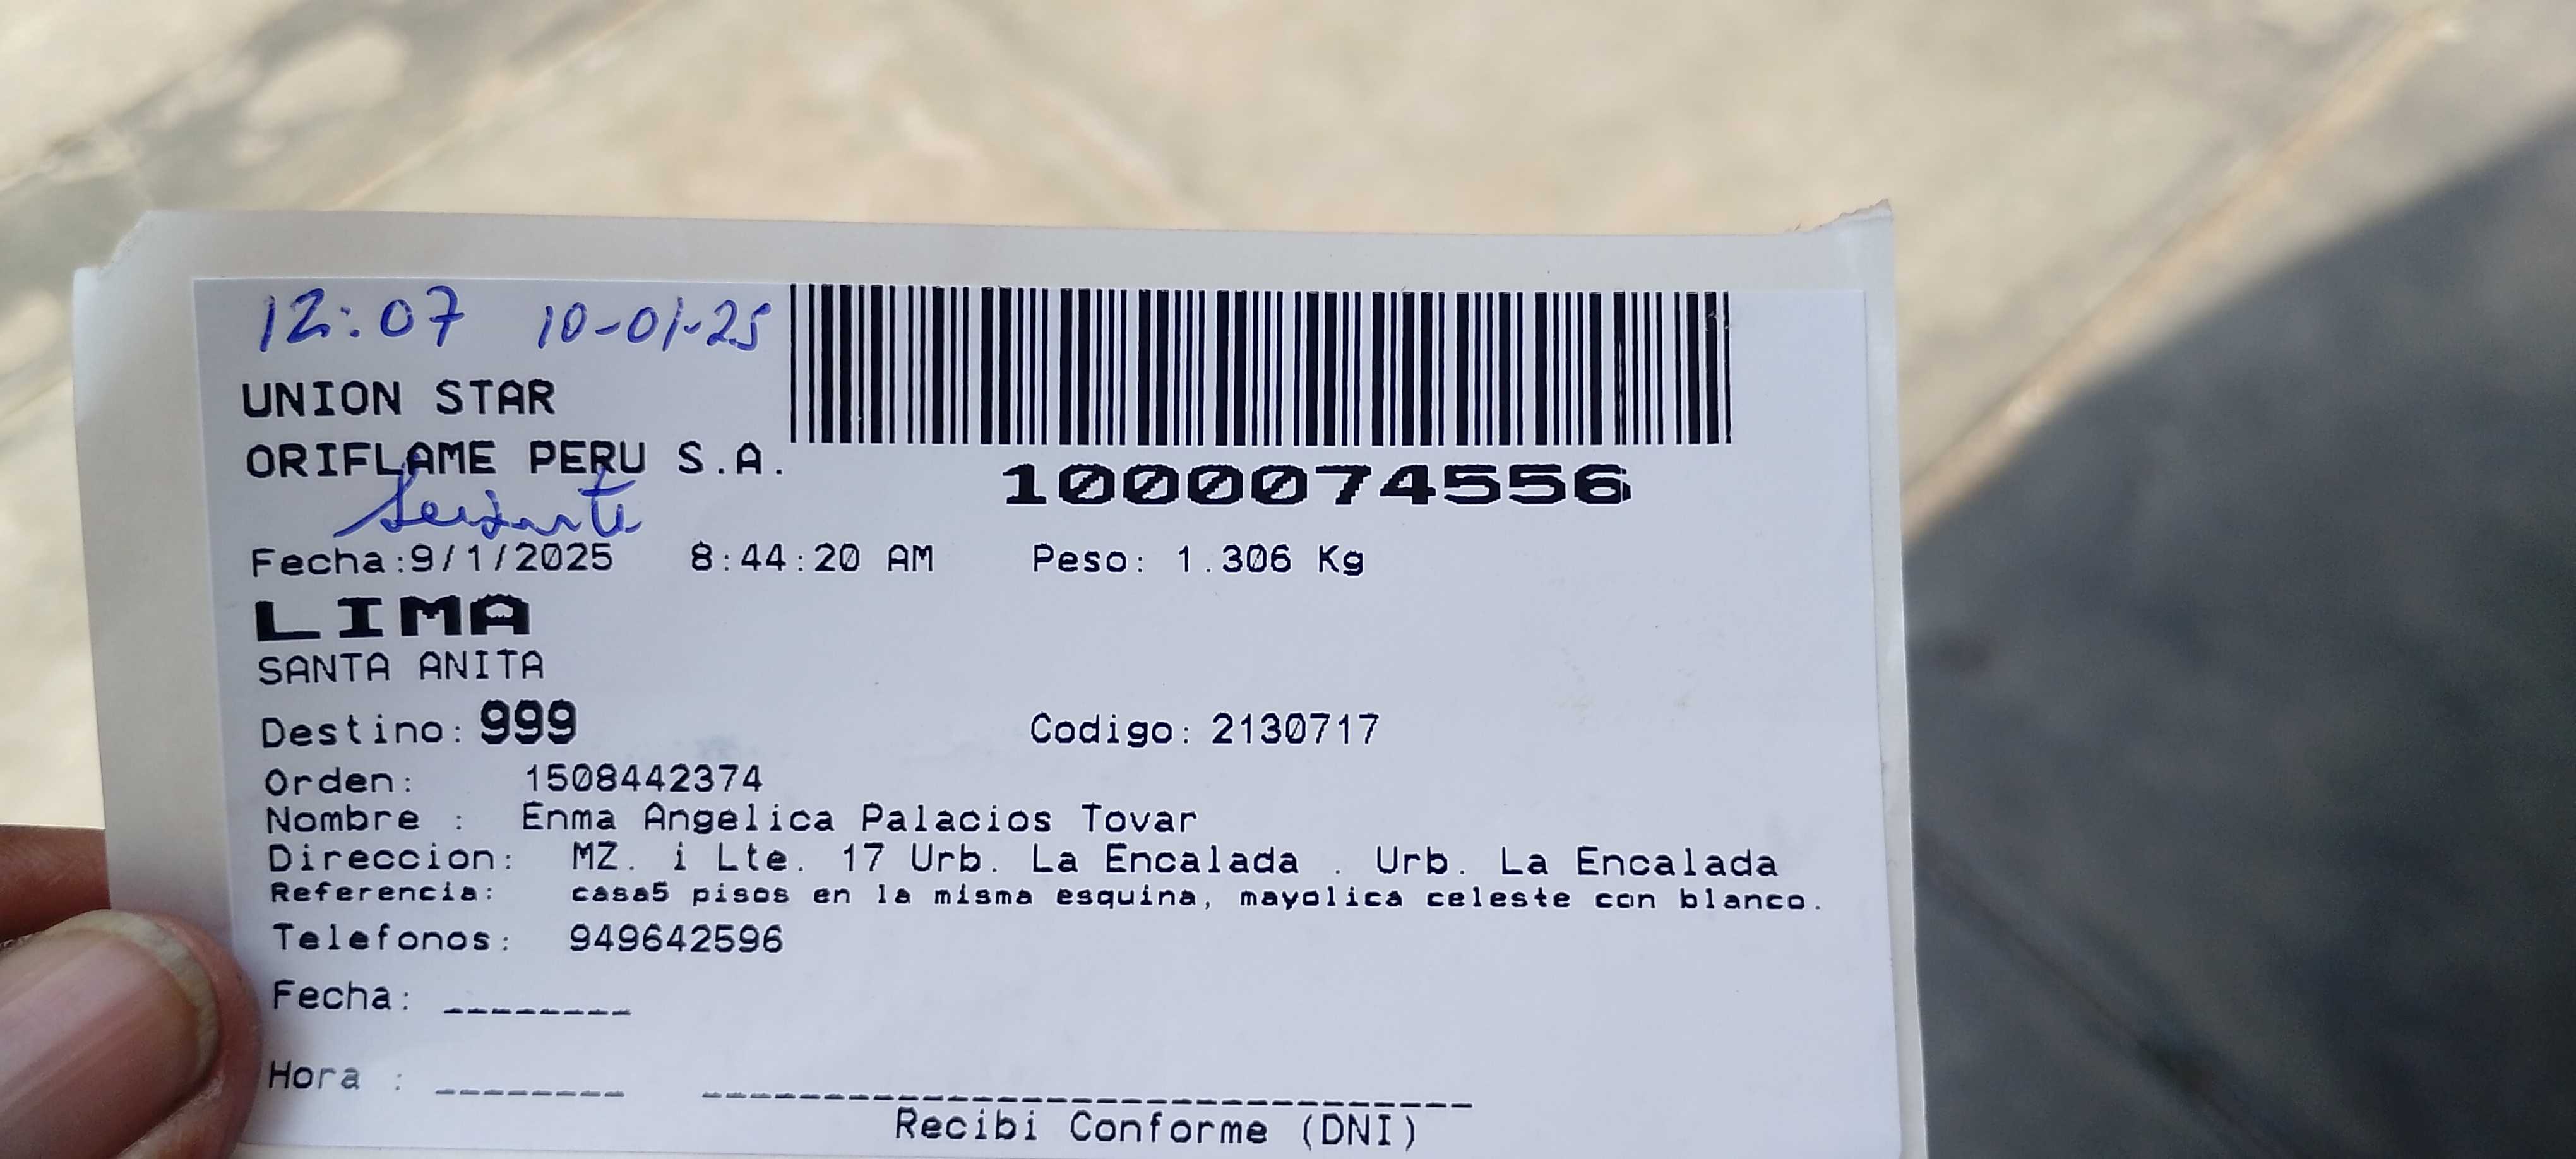 12:07 10-01-25
UNION STAR
ORIFLAME PERU S.A.
1000074556
Fecha:9/1/2025 8:44:20 AM Peso: 1.306 Kg
LIMA
SANTA ANITA
Destino: 999 Codigo: 2130717
Orden: 1508442374
Nombre : Enma Angelica Palacios Tovar
Direccion: MZ. i Lte. 17 Urb. La Encalada . Urb. La Encalada
Referencia: casa5 pisos en la misma esquina, mayolica celeste con blanco.
Telefonos: 949642596
Fecha: ________
Hora : ________
Recibi Conforme (DNI)